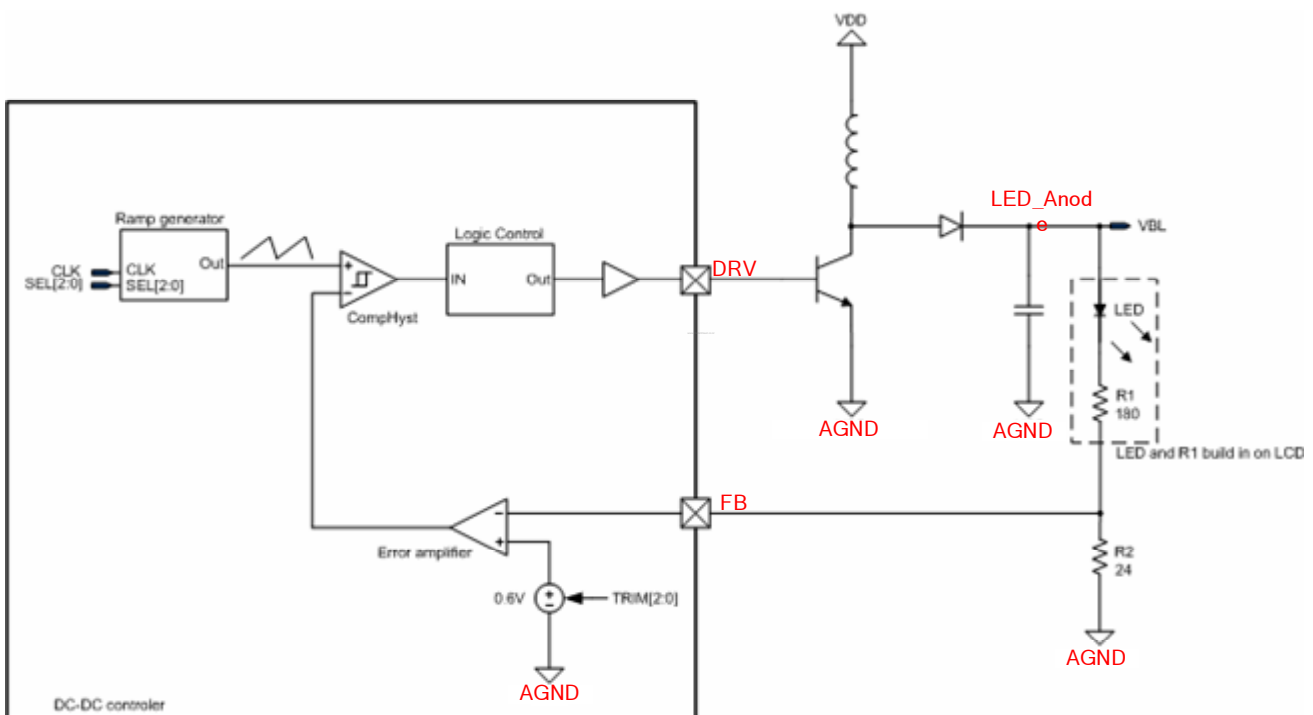 VDD
LED_Anod
e
VBL
Ramp generator
Out
CLK
SEL[2:0]
CLK
SEL[2:0]
+
−
CompHyst
Logic Control
IN
Out
DRV
LED
R1
180
AGND
AGND
LED and R1 build in on LCD
FB
−
+
Error amplifier
R2
24
0.6V
+
−
TRIM[2:0]
AGND
AGND
DC-DC controler